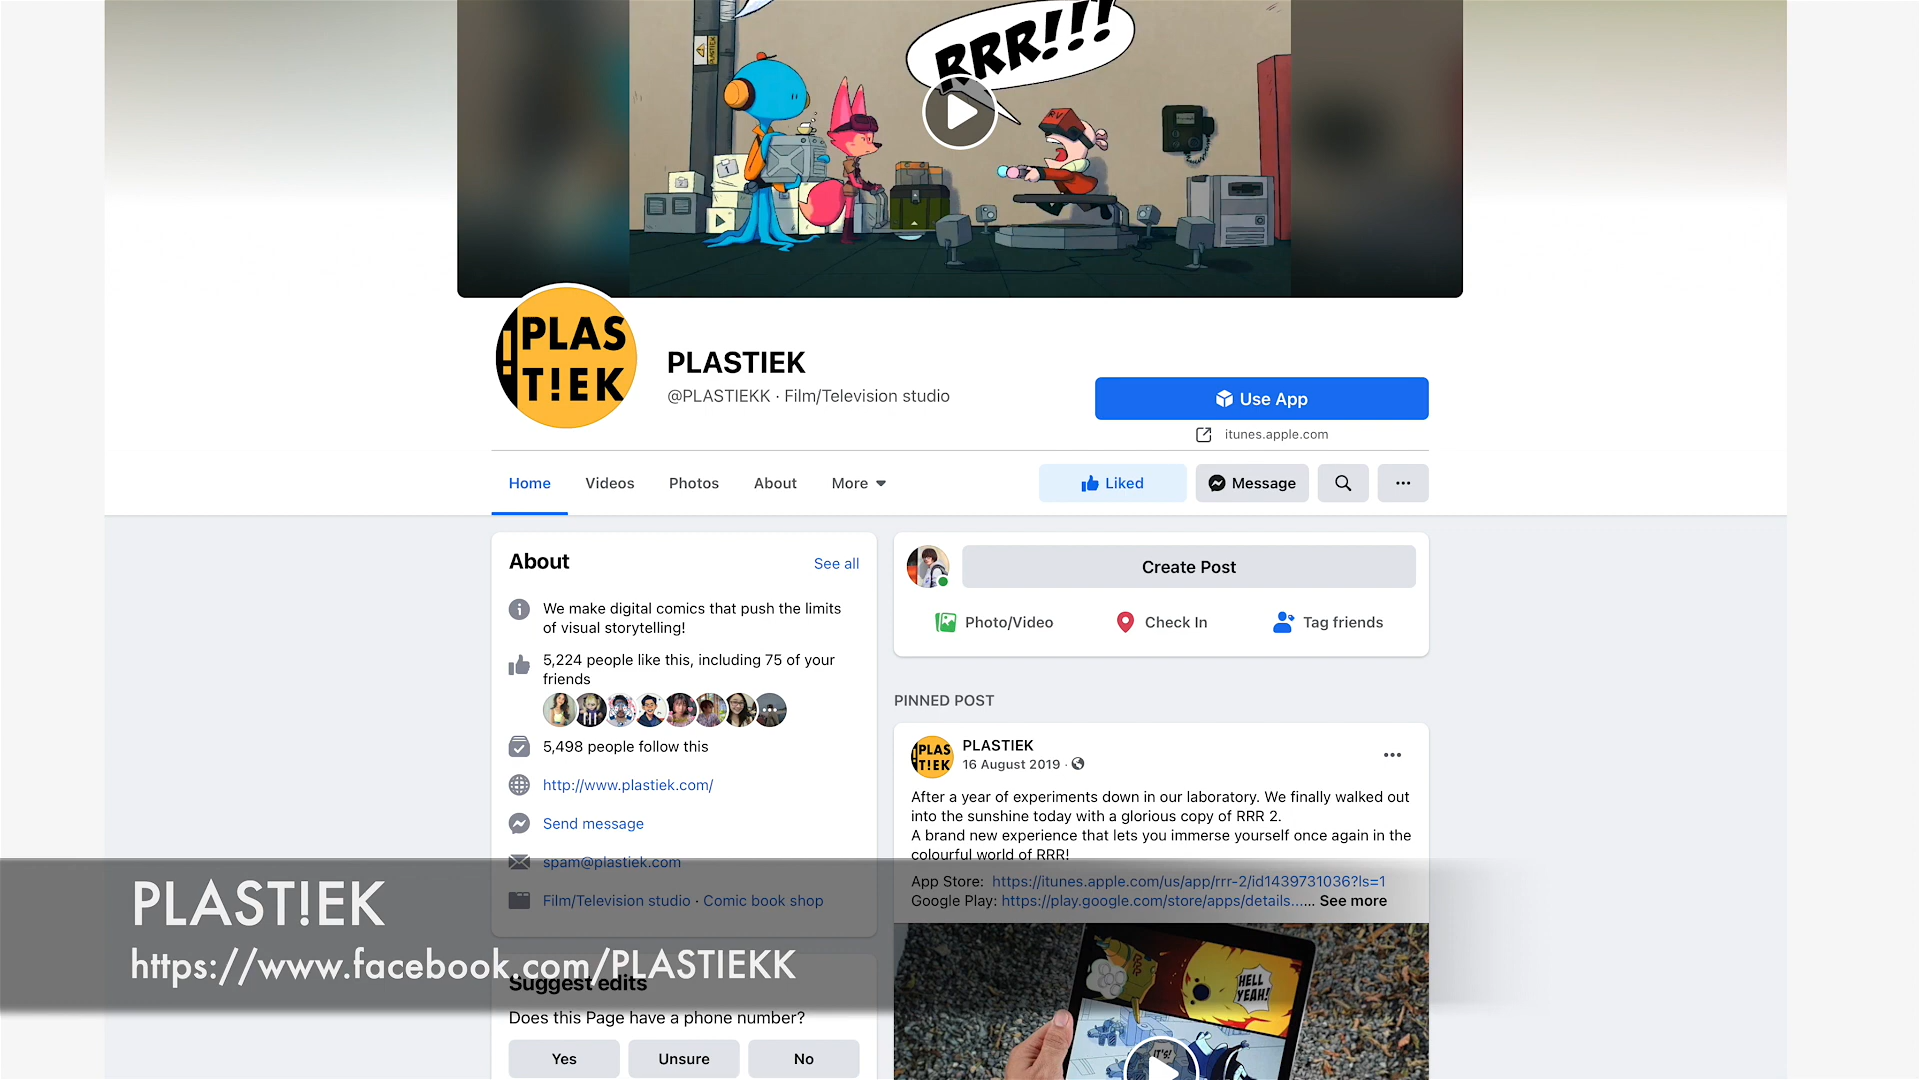 RRR!!!
RV
PLAS
T!EK
PLASTIEK
@PLASTIEKK · Film/Television studio
Use App
itunes.apple.com
Home
Videos
Photos
About
More
Liked
Message
About
See all
We make digital comics that push the limits
of visual storytelling!
5,224 people like this, including 75 of your
friends
5,498 people follow this
http://www.plastiek.com/
Send message
spam@plastiek.com
Film/Television studio · Comic book shop
Suggest edits
Does this Page have a phone number?
Yes
Unsure
No
Create Post
Photo/Video
Check In
Tag friends
PINNED POST
PLAS
T!EK
PLASTIEK
16 August 2019 ·
After a year of experiments down in our laboratory. We finally walked out
into the sunshine today with a glorious copy of RRR 2.
A brand new experience that lets you immerse yourself once again in the
colourful world of RRR!
App Store: https://itunes.apple.com/us/app/rrr-2/id1439731036?ls=1
Google Play: https://play.google.com/store/apps/details...... See more
HELL
YEAH!
IT'S!
PLAST!EK
https://www.facebook.com/PLASTIEKK